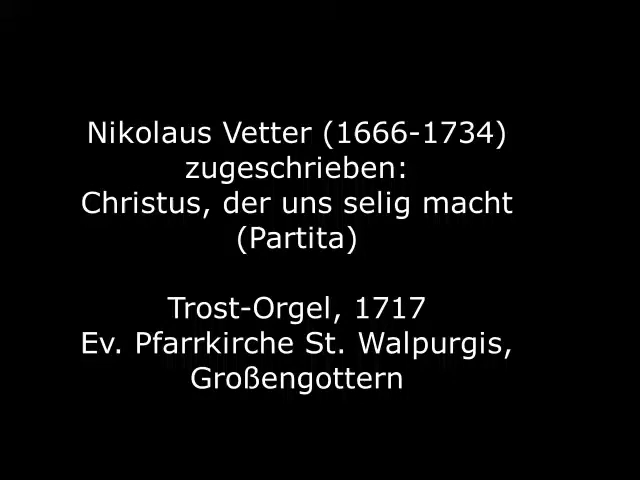 Nikolaus Vetter (1666-1734)
zugeschrieben:
Christus, der uns selig macht
(Partita)
Trost-Orgel, 1717
Ev. Pfarrkirche St. Walpurgis,
Großengottern